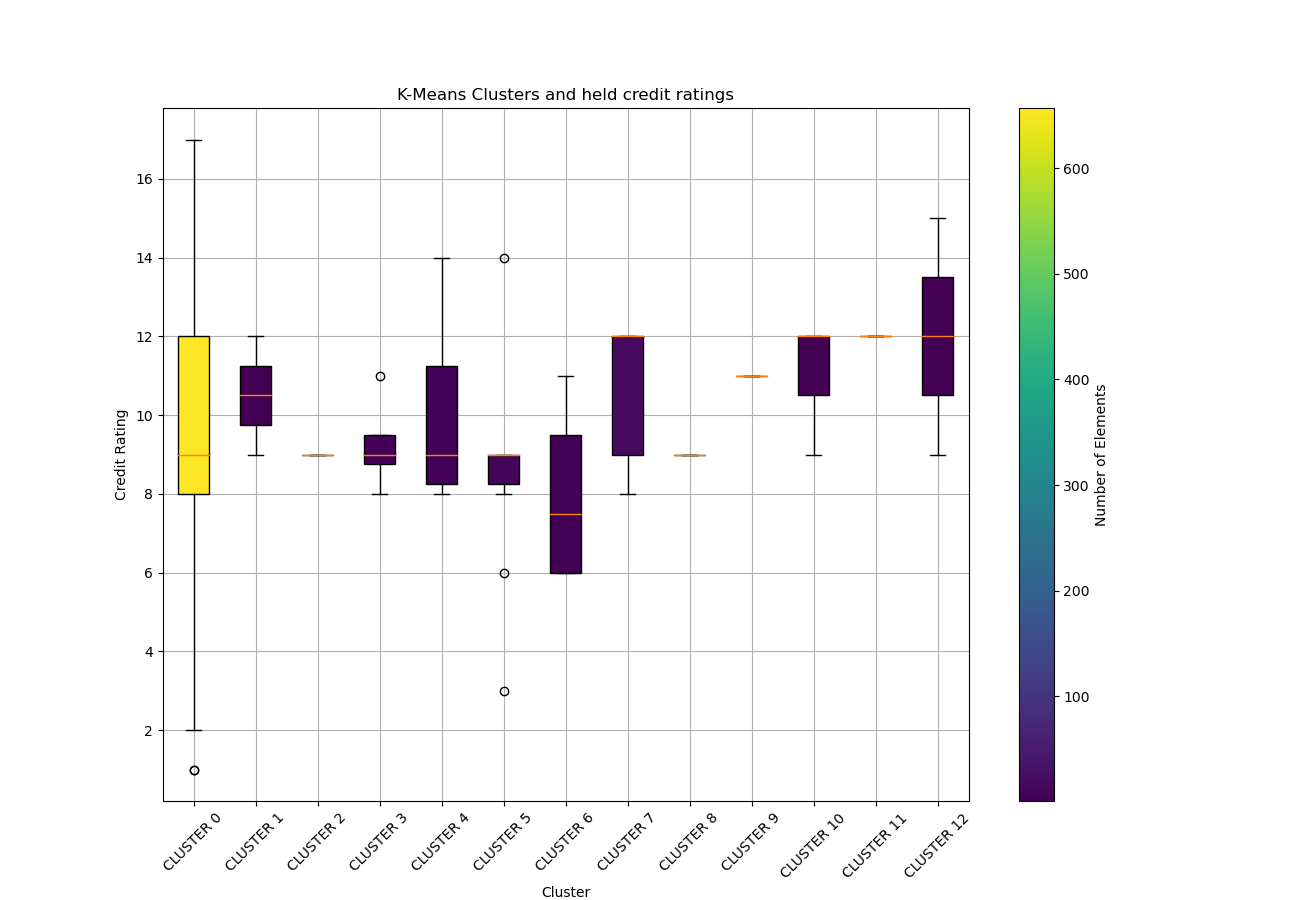 K-Means Clusters and held credit ratings
16
14
12
10
8
6
4
2
Credit Rating
CLUSTER 0
CLUSTER 1
CLUSTER 2
CLUSTER 3
CLUSTER 4
CLUSTER 5
CLUSTER 6
CLUSTER 7
CLUSTER 8
CLUSTER 9
CLUSTER 10
CLUSTER 11
CLUSTER 12
Cluster
600
500
400
300
200
100
Number of Elements